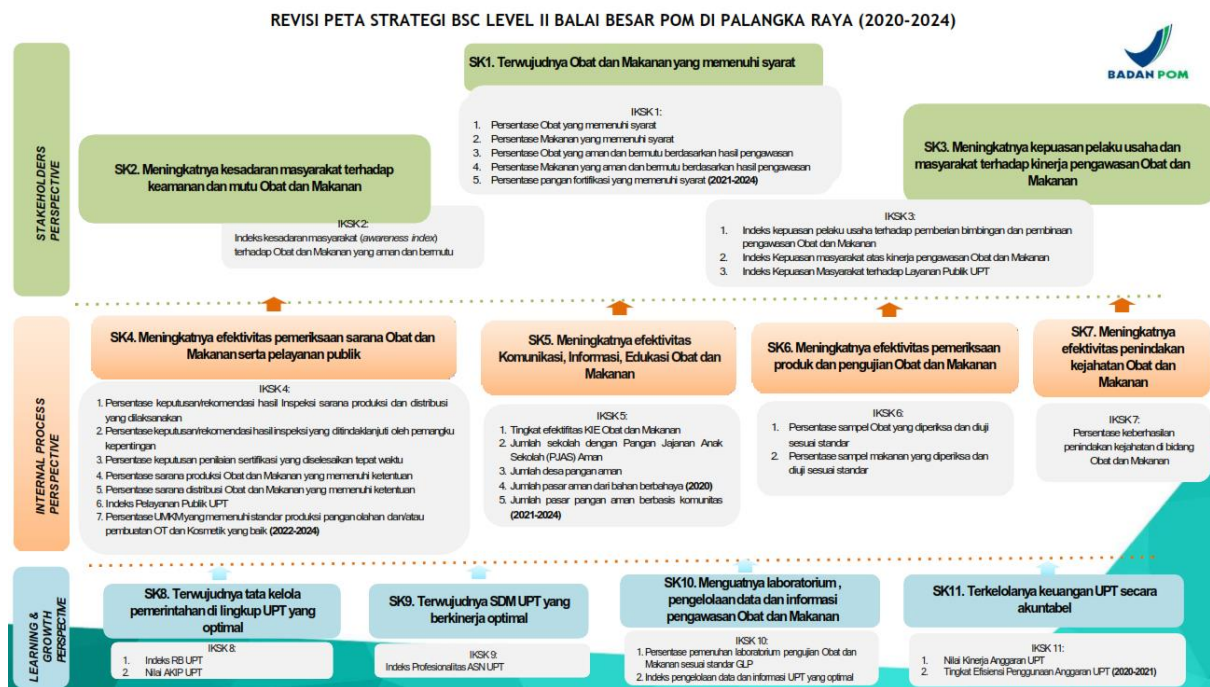 REVISI PETA STRATEGI BSC LEVEL II BALAI BESAR POM DI PALANGKA RAYA (2020-2024)
BADAN POM
STAKEHOLDERS
PERSPECTIVE
SK1. Terwujudnya Obat dan Makanan yang memenuhi syarat
IKSK 1:
1. Persentase Obat yang memenuhi syarat
2. Persentase Makanan yang memenuhi syarat
3. Persentase Obat yang aman dan bermutu berdasarkan hasil pengawasan
4. Persentase Makanan yang aman dan bermutu berdasarkan hasil pengawasan
5. Persentase pangan fortifikasi yang memenuhi syarat (2021-2024)
SK2. Meningkatnya kesadaran masyarakat terhadap
keamanan dan mutu Obat dan Makanan
IKSK 2:
Indeks kesadaran masyarakat (awareness index)
terhadap Obat dan Makanan yang aman dan bermutu
SK3. Meningkatnya kepuasan pelaku usaha dan
masyarakat terhadap kinerja pengawasan Obat dan
Makanan
IKSK 3:
1. Indeks kepuasan pelaku usaha terhadap pemberian bimbingan dan pembinaan
pengawasan Obat dan Makanan
2. Indeks Kepuasan masyarakat atas kinerja pengawasan Obat dan Makanan
3. Indeks Kepuasan Masyarakat terhadap Layanan Publik UPT
INTERNAL PROCESS
PERSPECTIVE
SK4. Meningkatnya efektivitas pemeriksaan sarana Obat dan
Makanan serta pelayanan publik
IKSK 4:
1. Persentase keputusan/rekomendasi hasil Inspeksi sarana produksi dan distribusi
yang dilaksanakan
2. Persentase keputusan/rekomendasi hasil inspeksi yang ditindaklanjuti oleh pemangku
kepentingan
3. Persentase keputusan penilaian sertifikasi yang diselesaikan tepat waktu
4. Persentase sarana produksi Obat dan Makanan yang memenuhi ketentuan
5. Persentase sarana distribusi Obat dan Makanan yang memenuhi ketentuan
6. Indeks Pelayanan Publik UPT
7. Persentase UMKM yang memenuhi standar produksi pangan olahan dan/atau
pembuatan OT dan Kosmetik yang baik (2022-2024)
SK5. Meningkatnya efektivitas
Komunikasi, Informasi, Edukasi Obat dan
Makanan
IKSK 5:
1. Tingkat efektifitas KIE Obat dan Makanan
2. Jumlah sekolah dengan Pangan Jajanan Anak
Sekolah (PJAS) Aman
3. Jumlah desa pangan aman
4. Jumlah pasar aman dari bahan berbahaya (2020)
5. Jumlah pasar pangan aman berbasis komunitas
(2021-2024)
SK6. Meningkatnya efektivitas pemeriksaan
produk dan pengujian Obat dan Makanan
IKSK 6:
1. Persentase sampel Obat yang diperiksa dan diuji
sesuai standar
2. Persentase sampel makanan yang diperiksa dan
diuji sesuai standar
SK7. Meningkatnya
efektivitas penindakan
kejahatan Obat dan
Makanan
IKSK 7:
Persentase keberhasilan
penindakan kejahatan di bidang
Obat dan Makanan
LEARNING &
GROWTH
PERSPECTIVE
SK8. Terwujudnya tata kelola
pemerintahan di lingkup UPT yang
optimal
IKSK 8:
1. Indeks RB UPT
2. Nilai AKIP UPT
SK9. Terwujudnya SDM UPT yang
berkinerja optimal
IKSK 9:
Indeks Profesionalitas ASN UPT
SK10. Menguatnya laboratorium ,
pengelolaan data dan informasi
pengawasan Obat dan Makanan
IKSK 10:
1. Persentase pemenuhan laboratorium pengujian Obat dan
Makanan sesuai standar GLP
2. Indeks pengelolaan data dan informasi UPT yang optimal
SK11. Terkelolanya keuangan UPT secara
akuntabel
IKSK 11:
1. Nilai Kinerja Anggaran UPT
2. Tingkat Efisiensi Penggunaan Anggaran UPT (2020-2021)